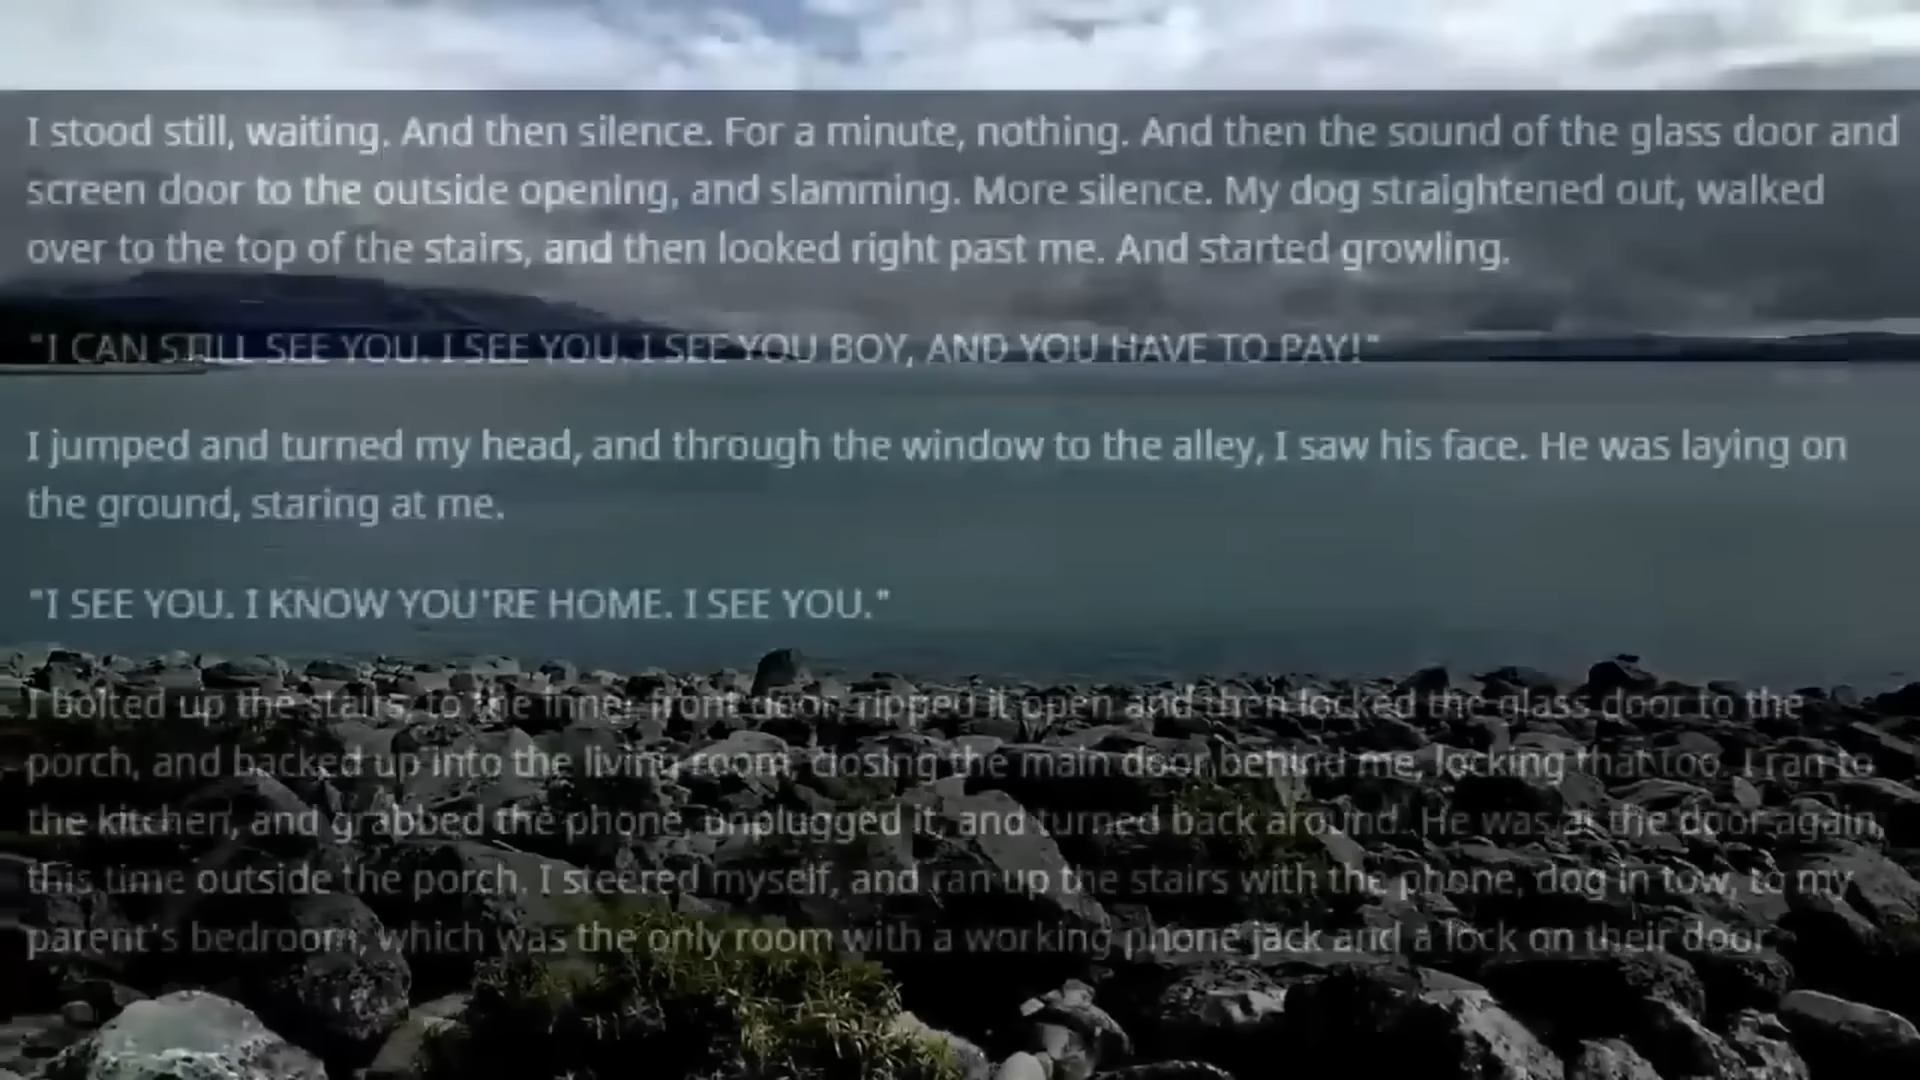 I stood still, waiting. And then silence. For a minute, nothing. And then the sound of the glass door and
screen door to the outside opening, and slamming. More silence. My dog straightened out, walked
over to the top of the stairs, and then looked right past me. And started growling.
"I CAN STILL SEE YOU. I SEE YOU. I SEE YOU BOY, AND YOU HAVE TO PAY!"
I jumped and turned my head, and through the window to the alley, I saw his face. He was laying on
the ground, staring at me.
"I SEE YOU. I KNOW YOU'RE HOME. I SEE YOU."
I bolted up the stairs, to the inner front door, ripped it open and then locked the glass door to the
porch, and backed up into the living room, closing the main door behind me, locking that too. I ran to
the kitchen, and grabbed the phone, unplugged it, and turned back around. He was at the door again,
this time outside the porch. I steered myself, and ran up the stairs with the phone, dog in tow, to my
parent's bedroom, which was the only room with a working phone jack and a lock on their door.